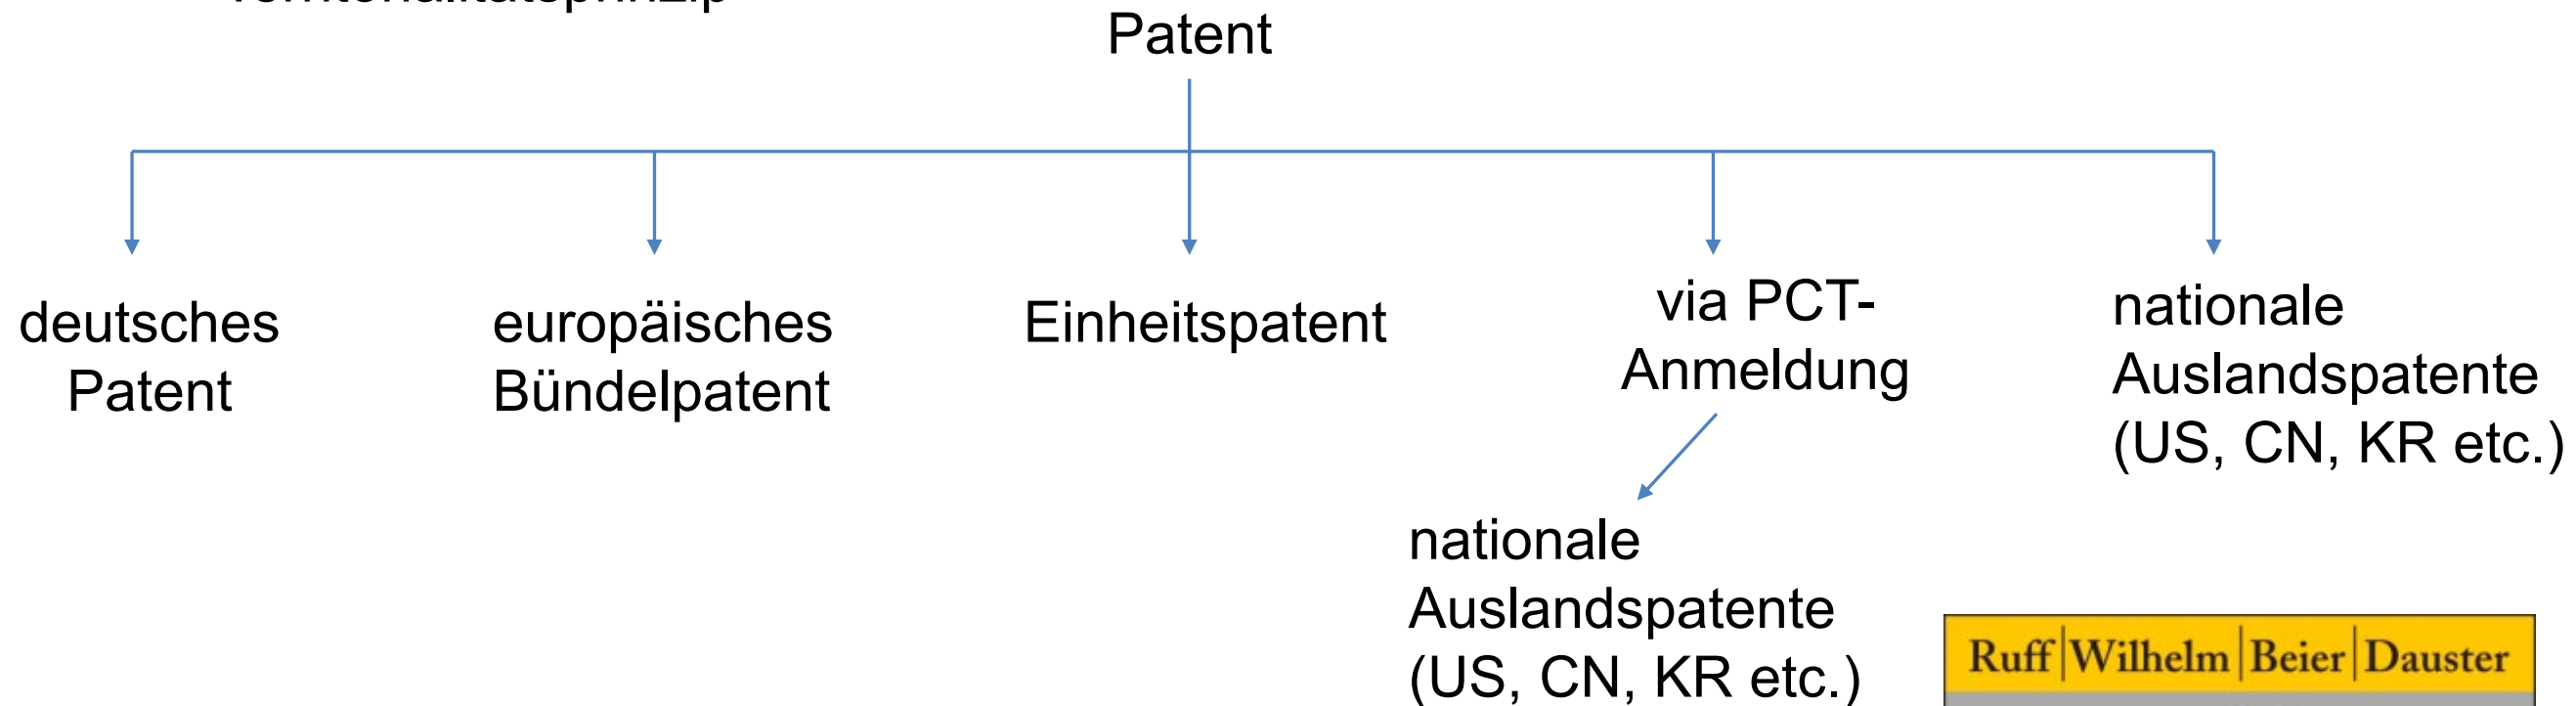 Territorialitätsprinzip
Patent
deutsches
Patent
europäisches
Bündelpatent
Einheitspatent
via PCT-
Anmeldung
nationale
Auslandspatente
(US, CN, KR etc.)
nationale
Auslandspatente
(US, CN, KR etc.)
Ruff|Wilhelm|Beier|Dauster